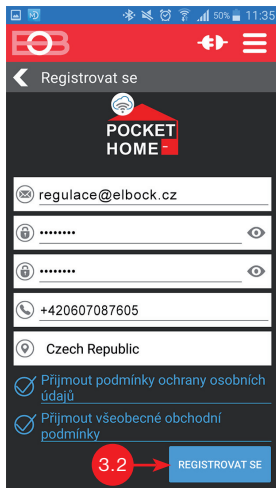 50% 11:35
EOB
Registrovat se
POCKET
HOME
regulace@elbock.cz
••••••••
••••••••
+420607087605
Czech Republic
Přijmout podmínky ochrany osobních
údajů
Přijmout všeobecné obchodní
podmínky
3.2 REGISTROVAT SE